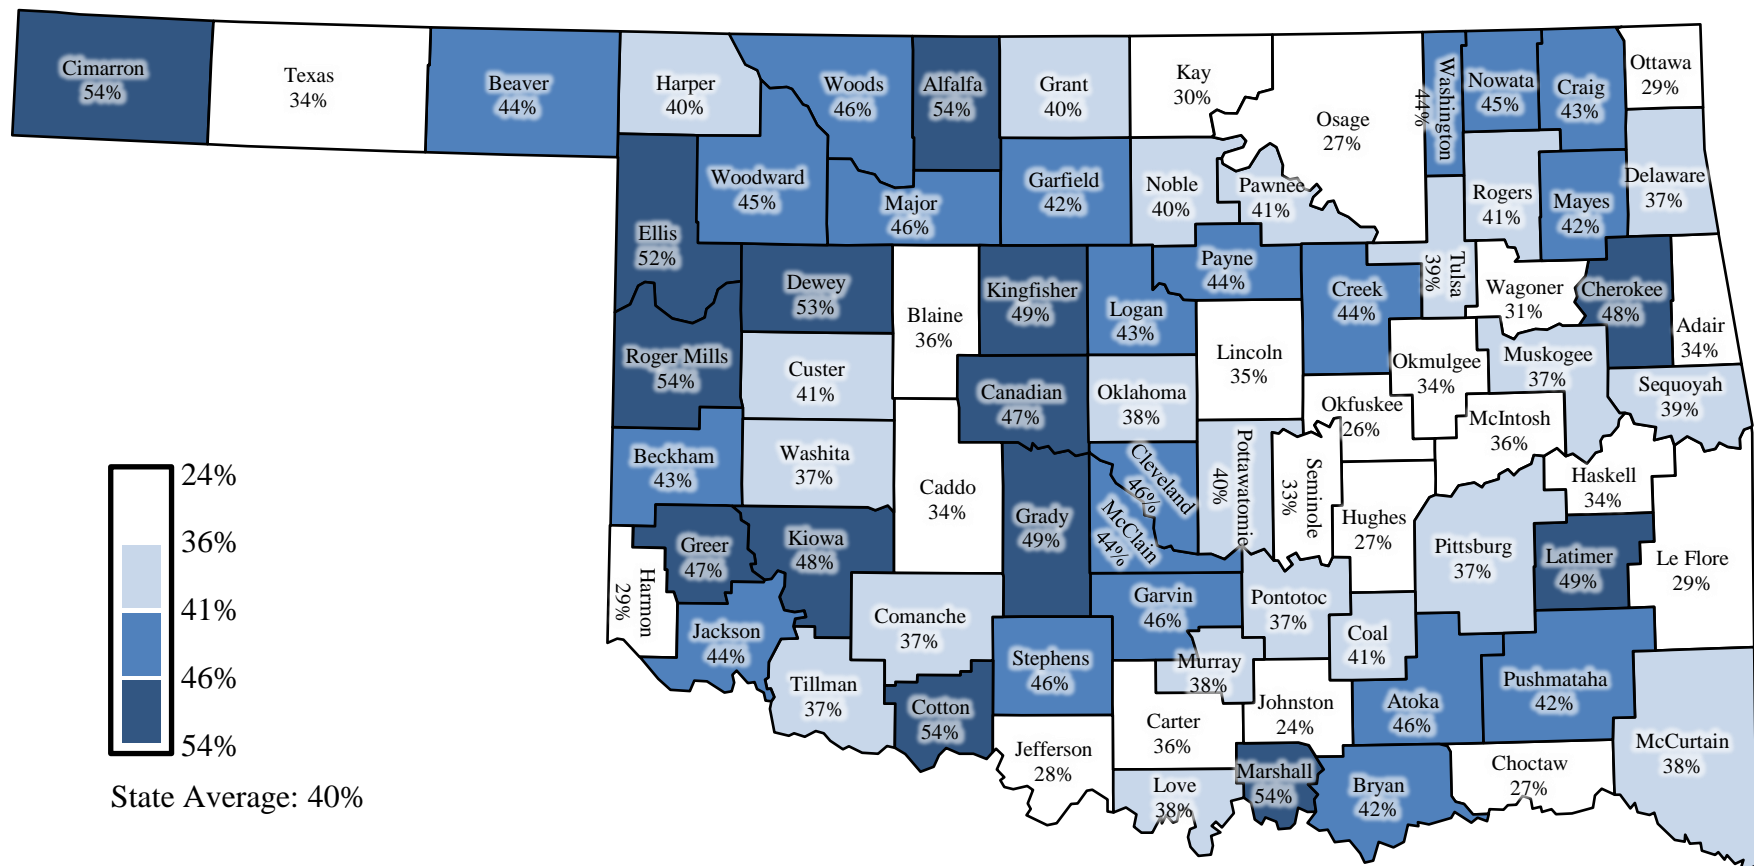 Cimarron
54%
Texas
34%
Beaver
44%
Harper
40%
Woods
46%
Alfalfa
54%
Grant
40%
Kay
30%
Osage
27%
Washington
44%
Nowata
45%
Craig
43%
Ottawa
29%
Woodward
45%
Major
46%
Garfield
42%
Noble
40%
Pawnee
41%
Rogers
41%
Mayes
42%
Delaware
37%
Ellis
52%
Dewey
53%
Blaine
36%
Kingfisher
49%
Logan
43%
Payne
44%
Creek
44%
Tulsa
39%
Wagoner
31%
Cherokee
48%
Adair
34%
Roger Mills
54%
Custer
41%
Canadian
47%
Oklahoma
38%
Lincoln
35%
Okmulgee
34%
Muskogee
37%
Sequoyah
39%
Okfuskee
26%
McIntosh
36%
Beckham
43%
Washita
37%
Caddo
34%
Grady
49%
Cleveland
46%
McClain
44%
Pottawatomie
40%
Seminole
33%
Hughes
27%
Pittsburg
37%
Haskell
34%
Latimer
49%
Le Flore
29%
Harmon
29%
Greer
47%
Kiowa
48%
Jackson
44%
Comanche
37%
Tillman
37%
Cotton
54%
Stephens
46%
Garvin
46%
Murray
38%
Pontotoc
37%
Coal
41%
Johnston
24%
Atoka
46%
Pushmataha
42%
McCurtain
38%
Jefferson
28%
Carter
36%
Love
38%
Marshall
54%
Bryan
42%
Choctaw
27%
24%
36%
41%
46%
54%
State Average: 40%